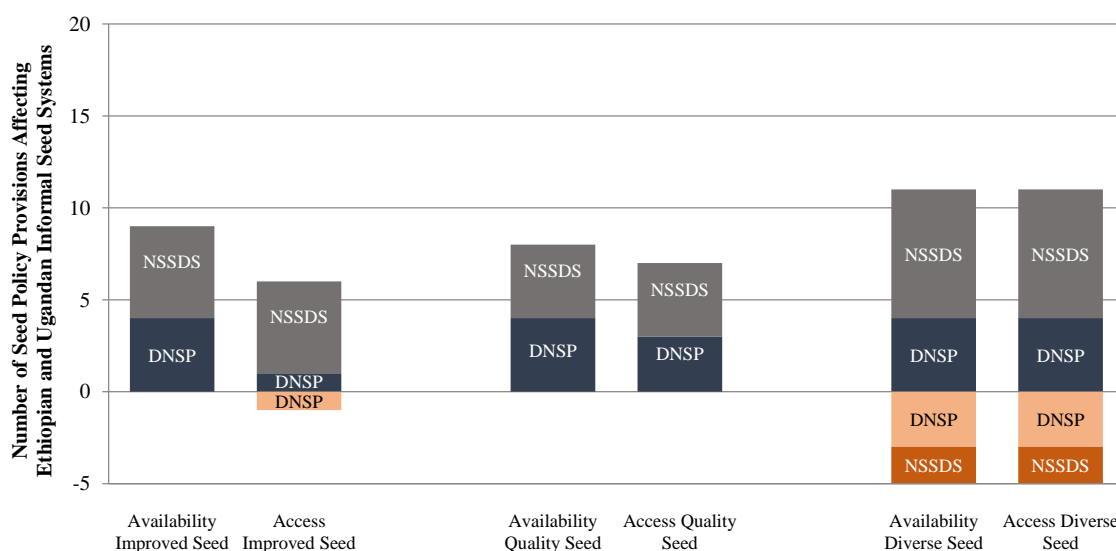 Number of Seed Policy Provisions Affecting
Ethiopian and Ugandan Informal Seed Systems
20
15
10
5
0
-5
NSSDS
DNSP
NSSDS
DNSP
DNSP
NSSDS
DNSP
NSSDS
DNSP
NSSDS
DNSP
DNSP
NSSDS
NSSDS
DNSP
DNSP
NSSDS
Availability
Improved Seed
Access
Improved Seed
Availability
Quality Seed
Access Quality
Seed
Availability
Diverse Seed
Access Diverse
Seed